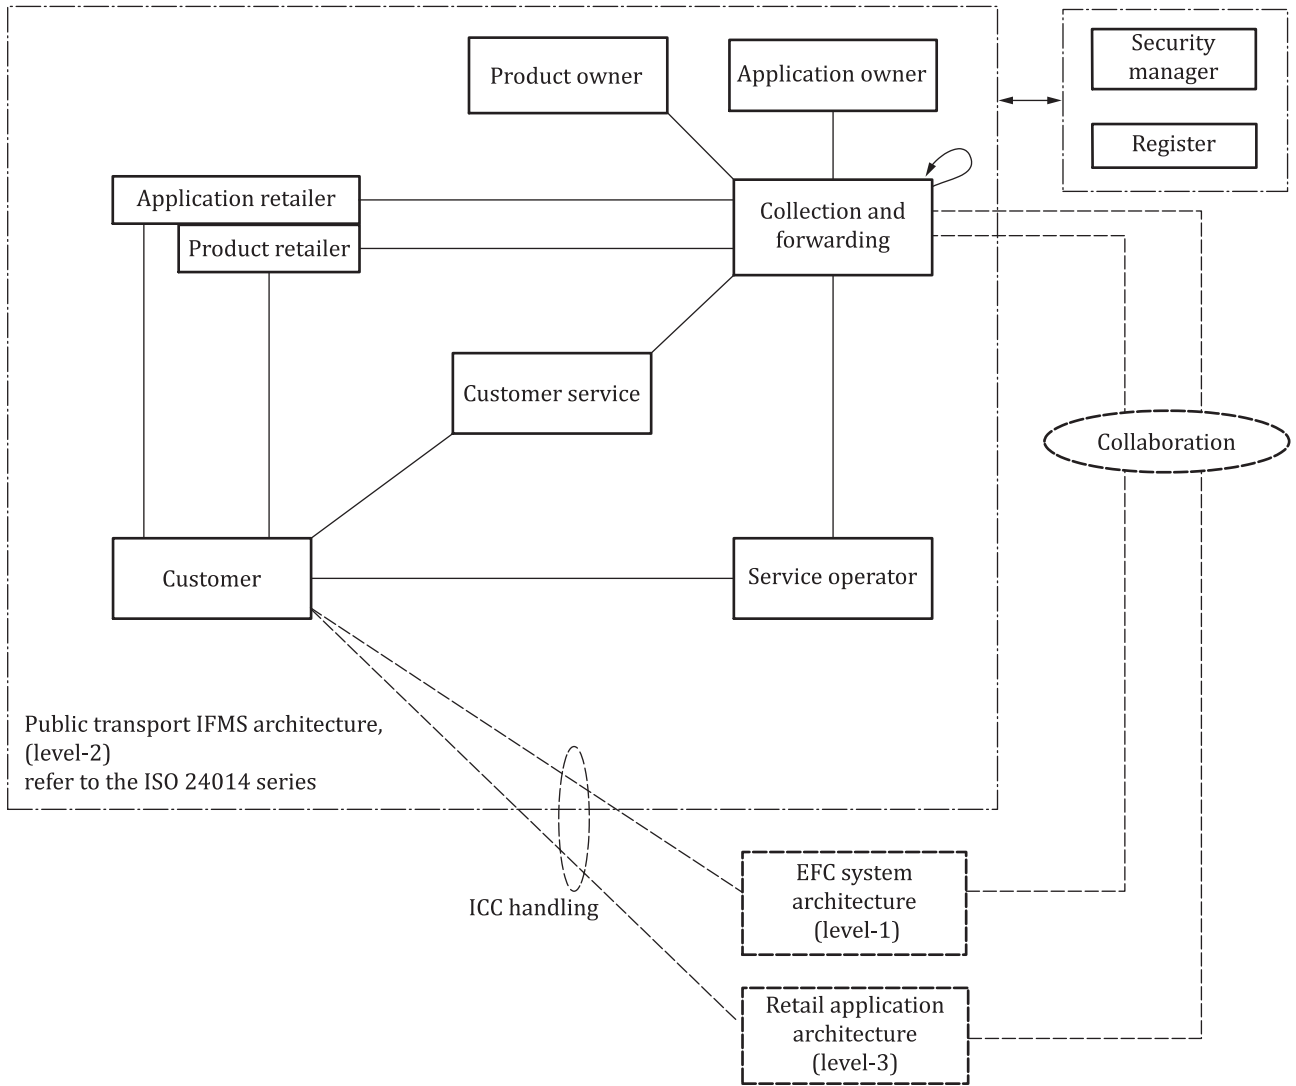 Product owner
Application owner
Security
manager
Register
Application retailer
Product retailer
Collection and
forwarding
Customer service
Collaboration
Customer
Service operator
Public transport IFMS architecture,
(level-2)
refer to the ISO 24014 series
ICC handling
EFC system
architecture
(level-1)
Retail application
architecture
(level-3)